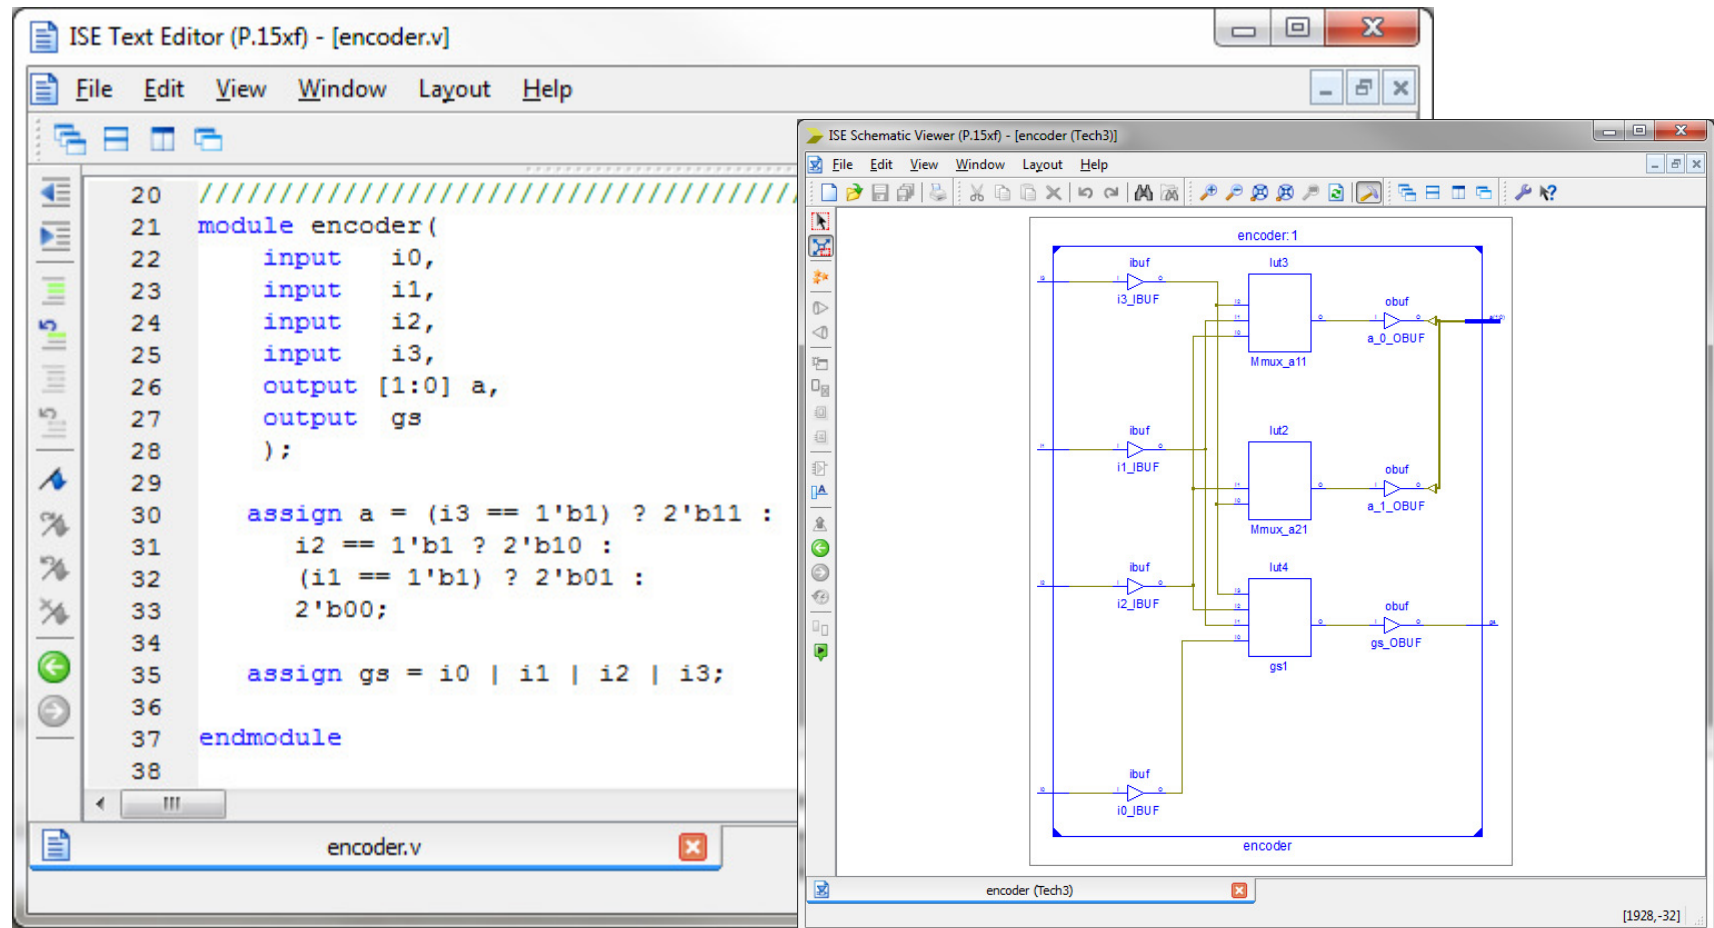 ISE Text Editor (P.15xf) - [encoder.v]
File Edit View Window Layout Help
20 //////////////////////////////////////
21 module encoder(
22 input i0,
23 input i1,
24 input i2,
25 input i3,
26 output [1:0] a,
27 output gs
28 );
29
30 assign a = (i3 == 1'b1) ? 2'b11 :
31 i2 == 1'b1 ? 2'b10 :
32 (i1 == 1'b1) ? 2'b01 :
33 2'b00;
34
35 assign gs = i0 | i1 | i2 | i3;
36
37 endmodule
38
encoder.v
ISE Schematic Viewer (P.15xf) - [encoder (Tech3)]
File Edit View Window Layout Help
encoder:1
ibuf
i3_IBUF
lut3
Mmux_a11
obuf
a_0_OBUF
ibuf
i1_IBUF
lut2
Mmux_a21
obuf
a_1_OBUF
ibuf
i2_IBUF
lut4
gs1
obuf
gs_OBUF
ibuf
i0_IBUF
encoder
encoder (Tech3)
[1928,-32]